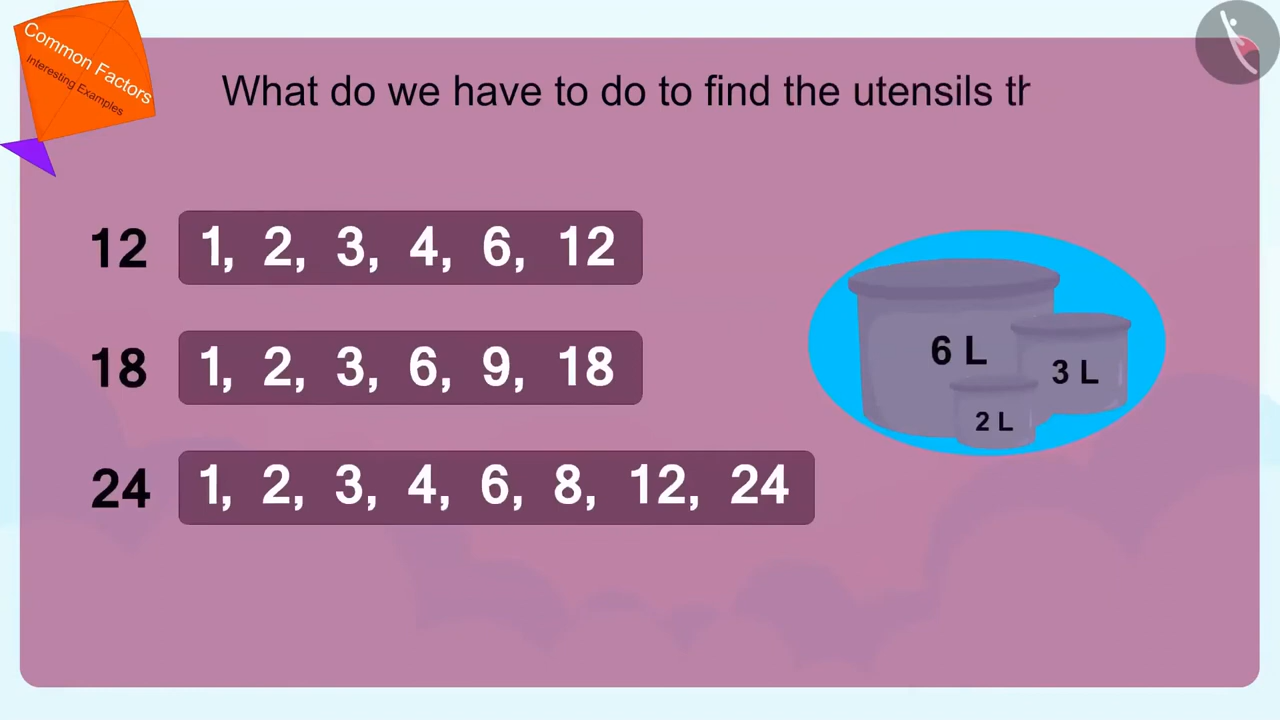 Common Factors
Interesting Examples
What do we have to do to find the utensils th
12 1, 2, 3, 4, 6, 12
18 1, 2, 3, 6, 9, 18
24 1, 2, 3, 4, 6, 8, 12, 24
6 L
3 L
2 L